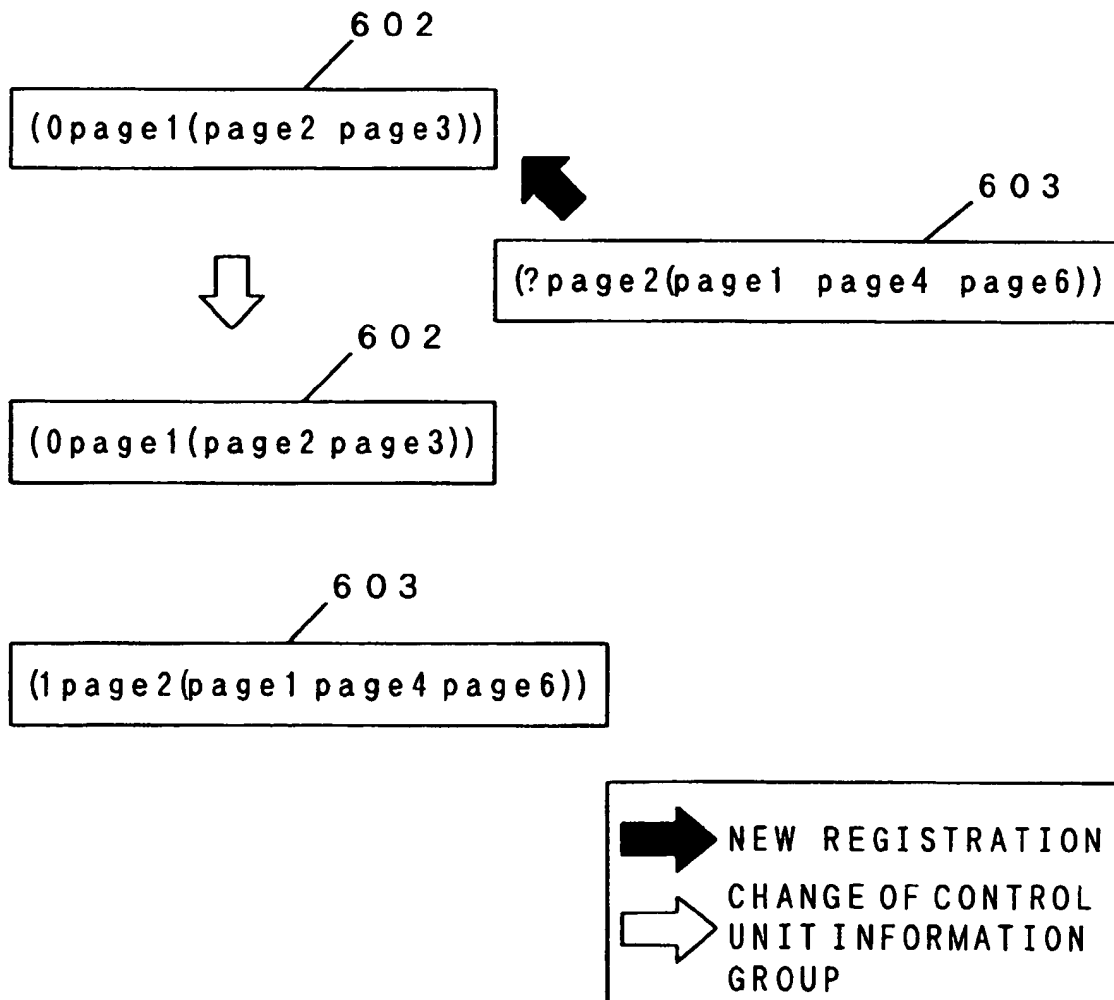 602
(0page1(page2 page3))
603
(?page2(page1 page4 page6))
602
(0page1(page2 page3))
603
(1page2(page1 page4 page6))
NEW REGISTRATION
CHANGE OF CONTROL
UNIT INFORMATION
GROUP